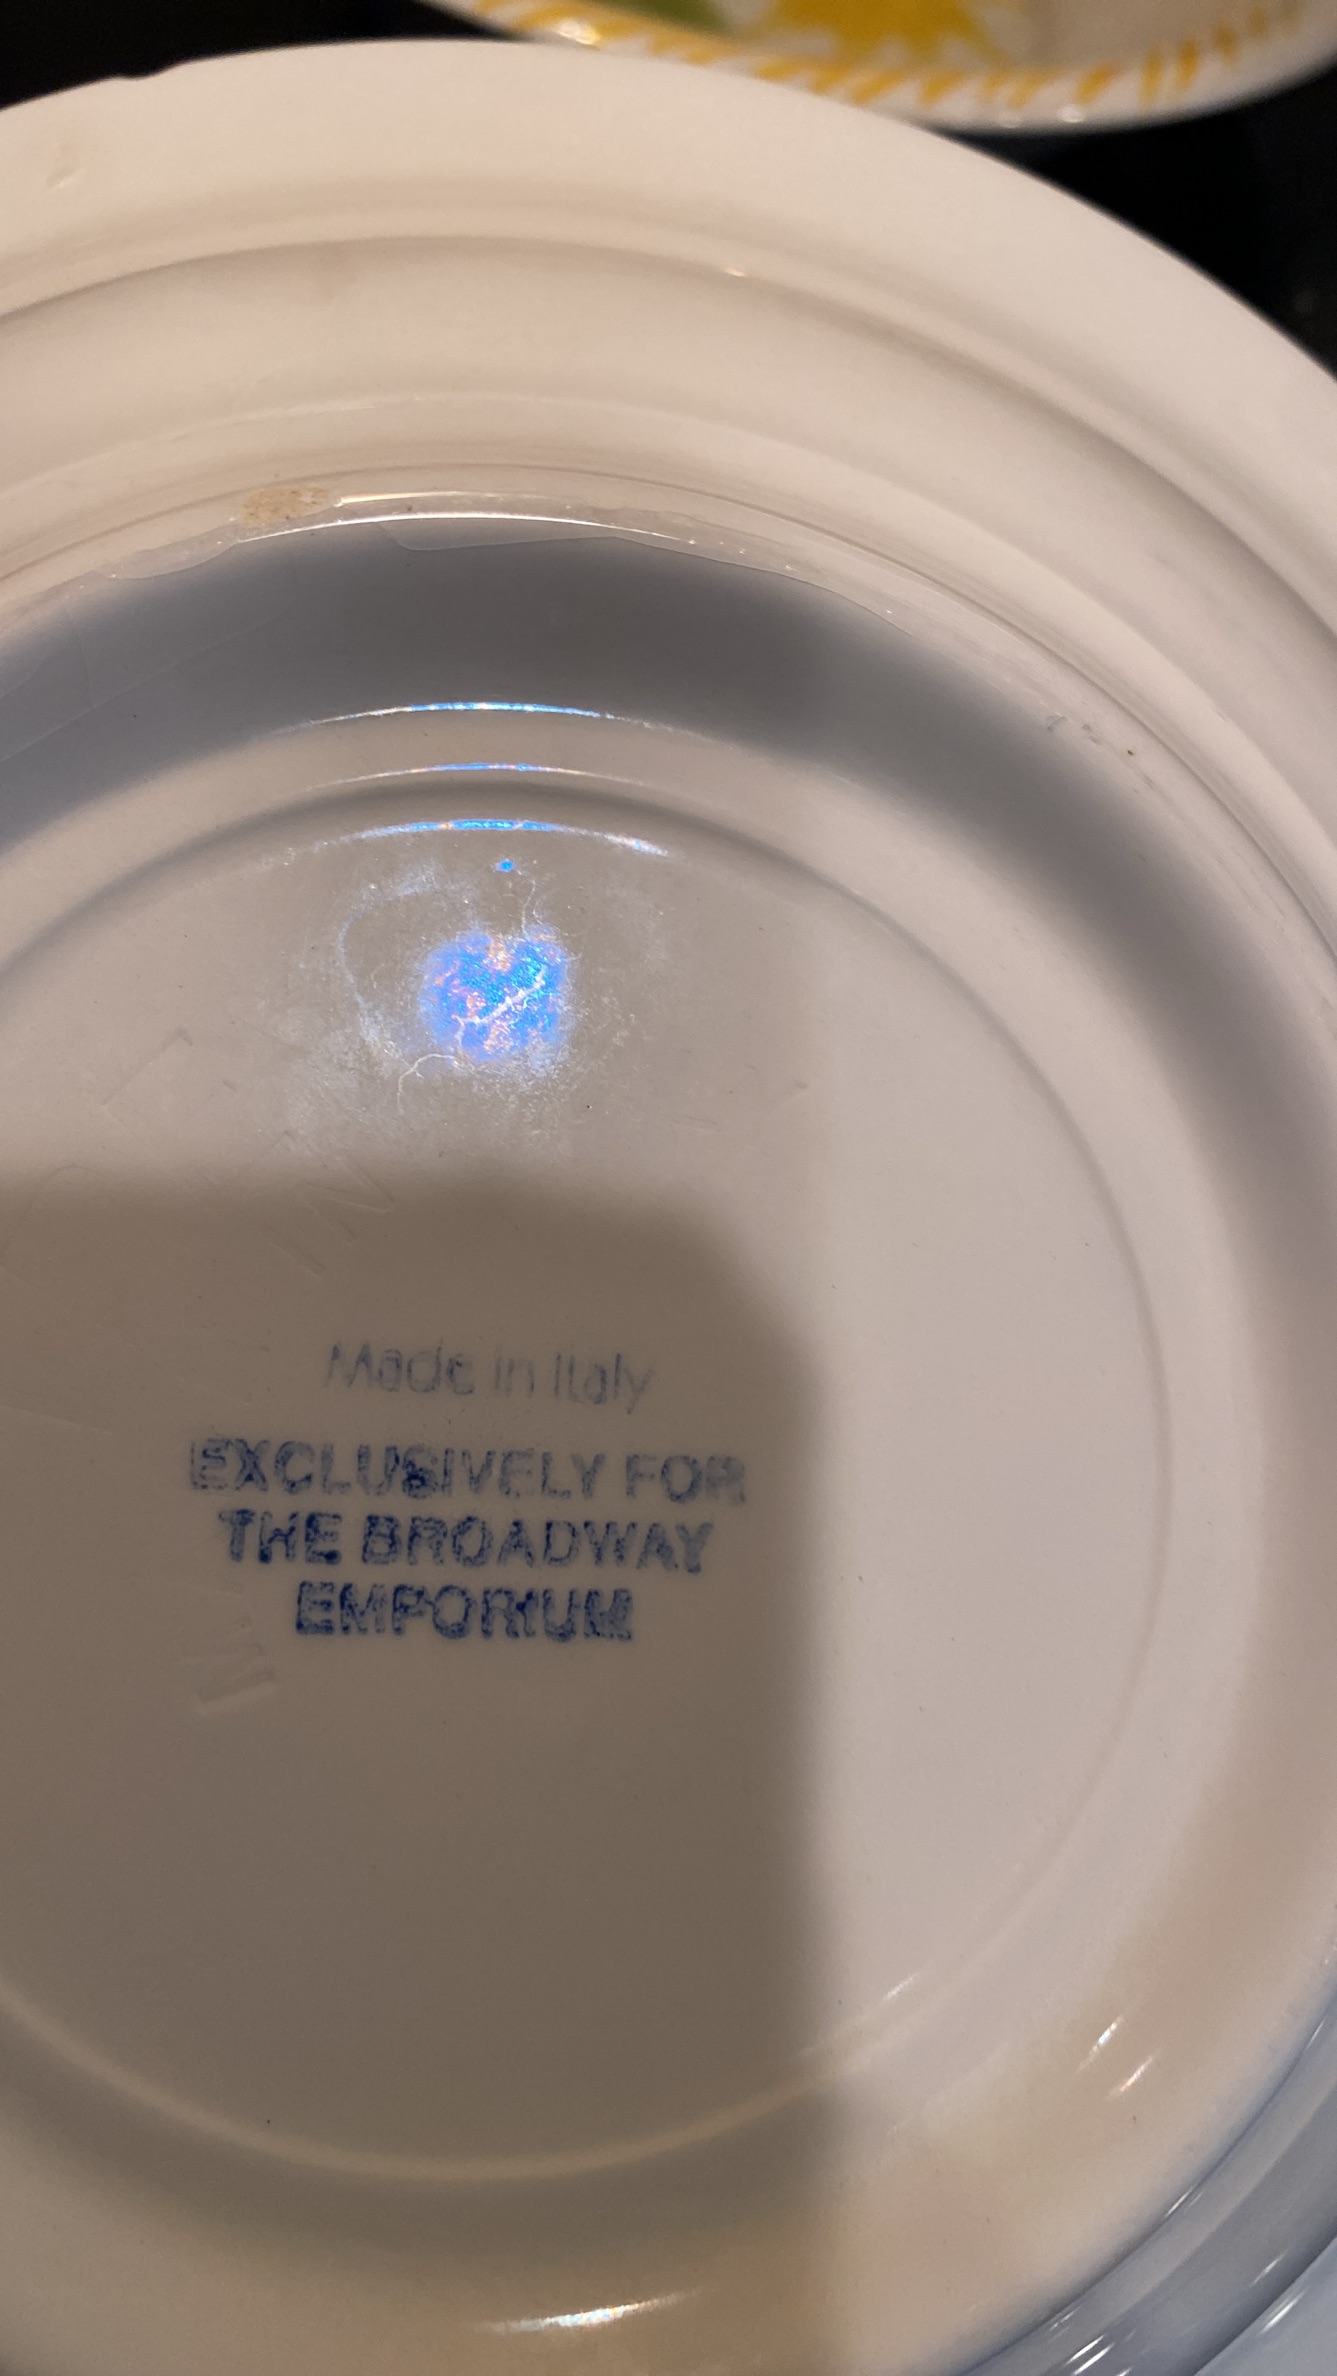 Made in Italy
EXCLUSIVELY FOR
THE BROADWAY
EMPORIUM